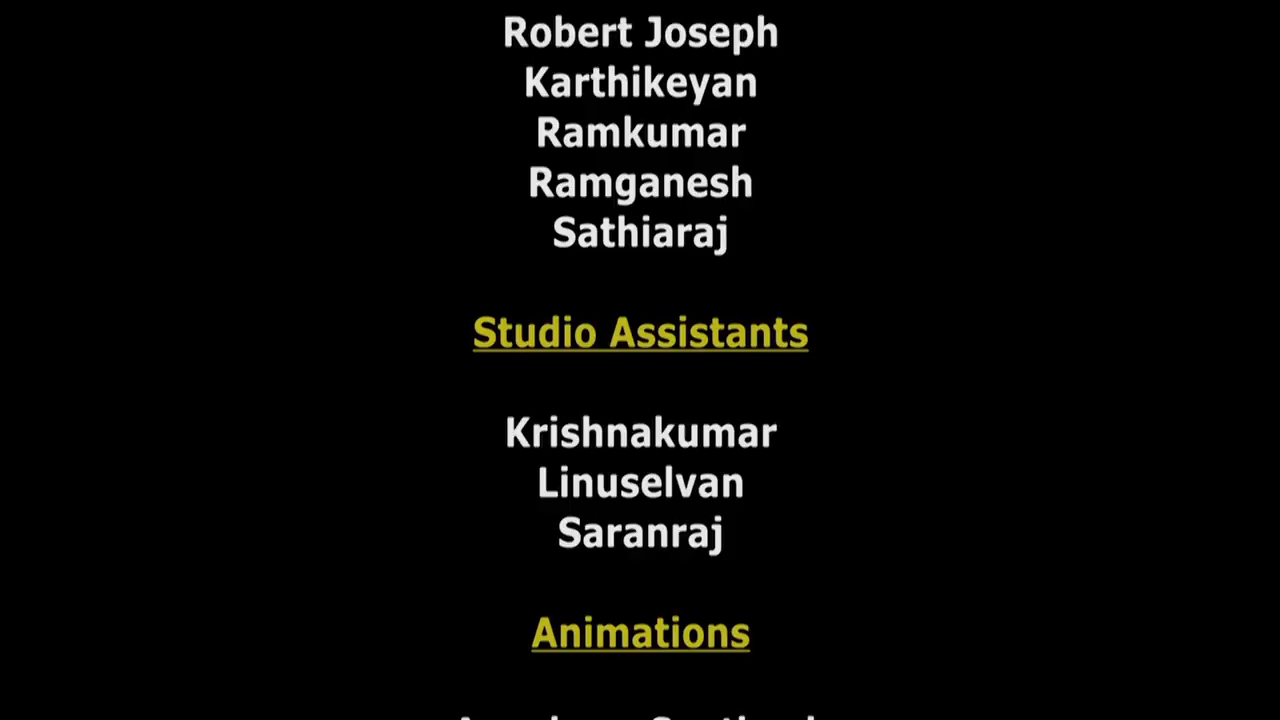 Robert Joseph
Karthikeyan
Ramkumar
Ramganesh
Sathiaraj
Studio Assistants
Krishnakumar
Linuselvan
Saranraj
Animations